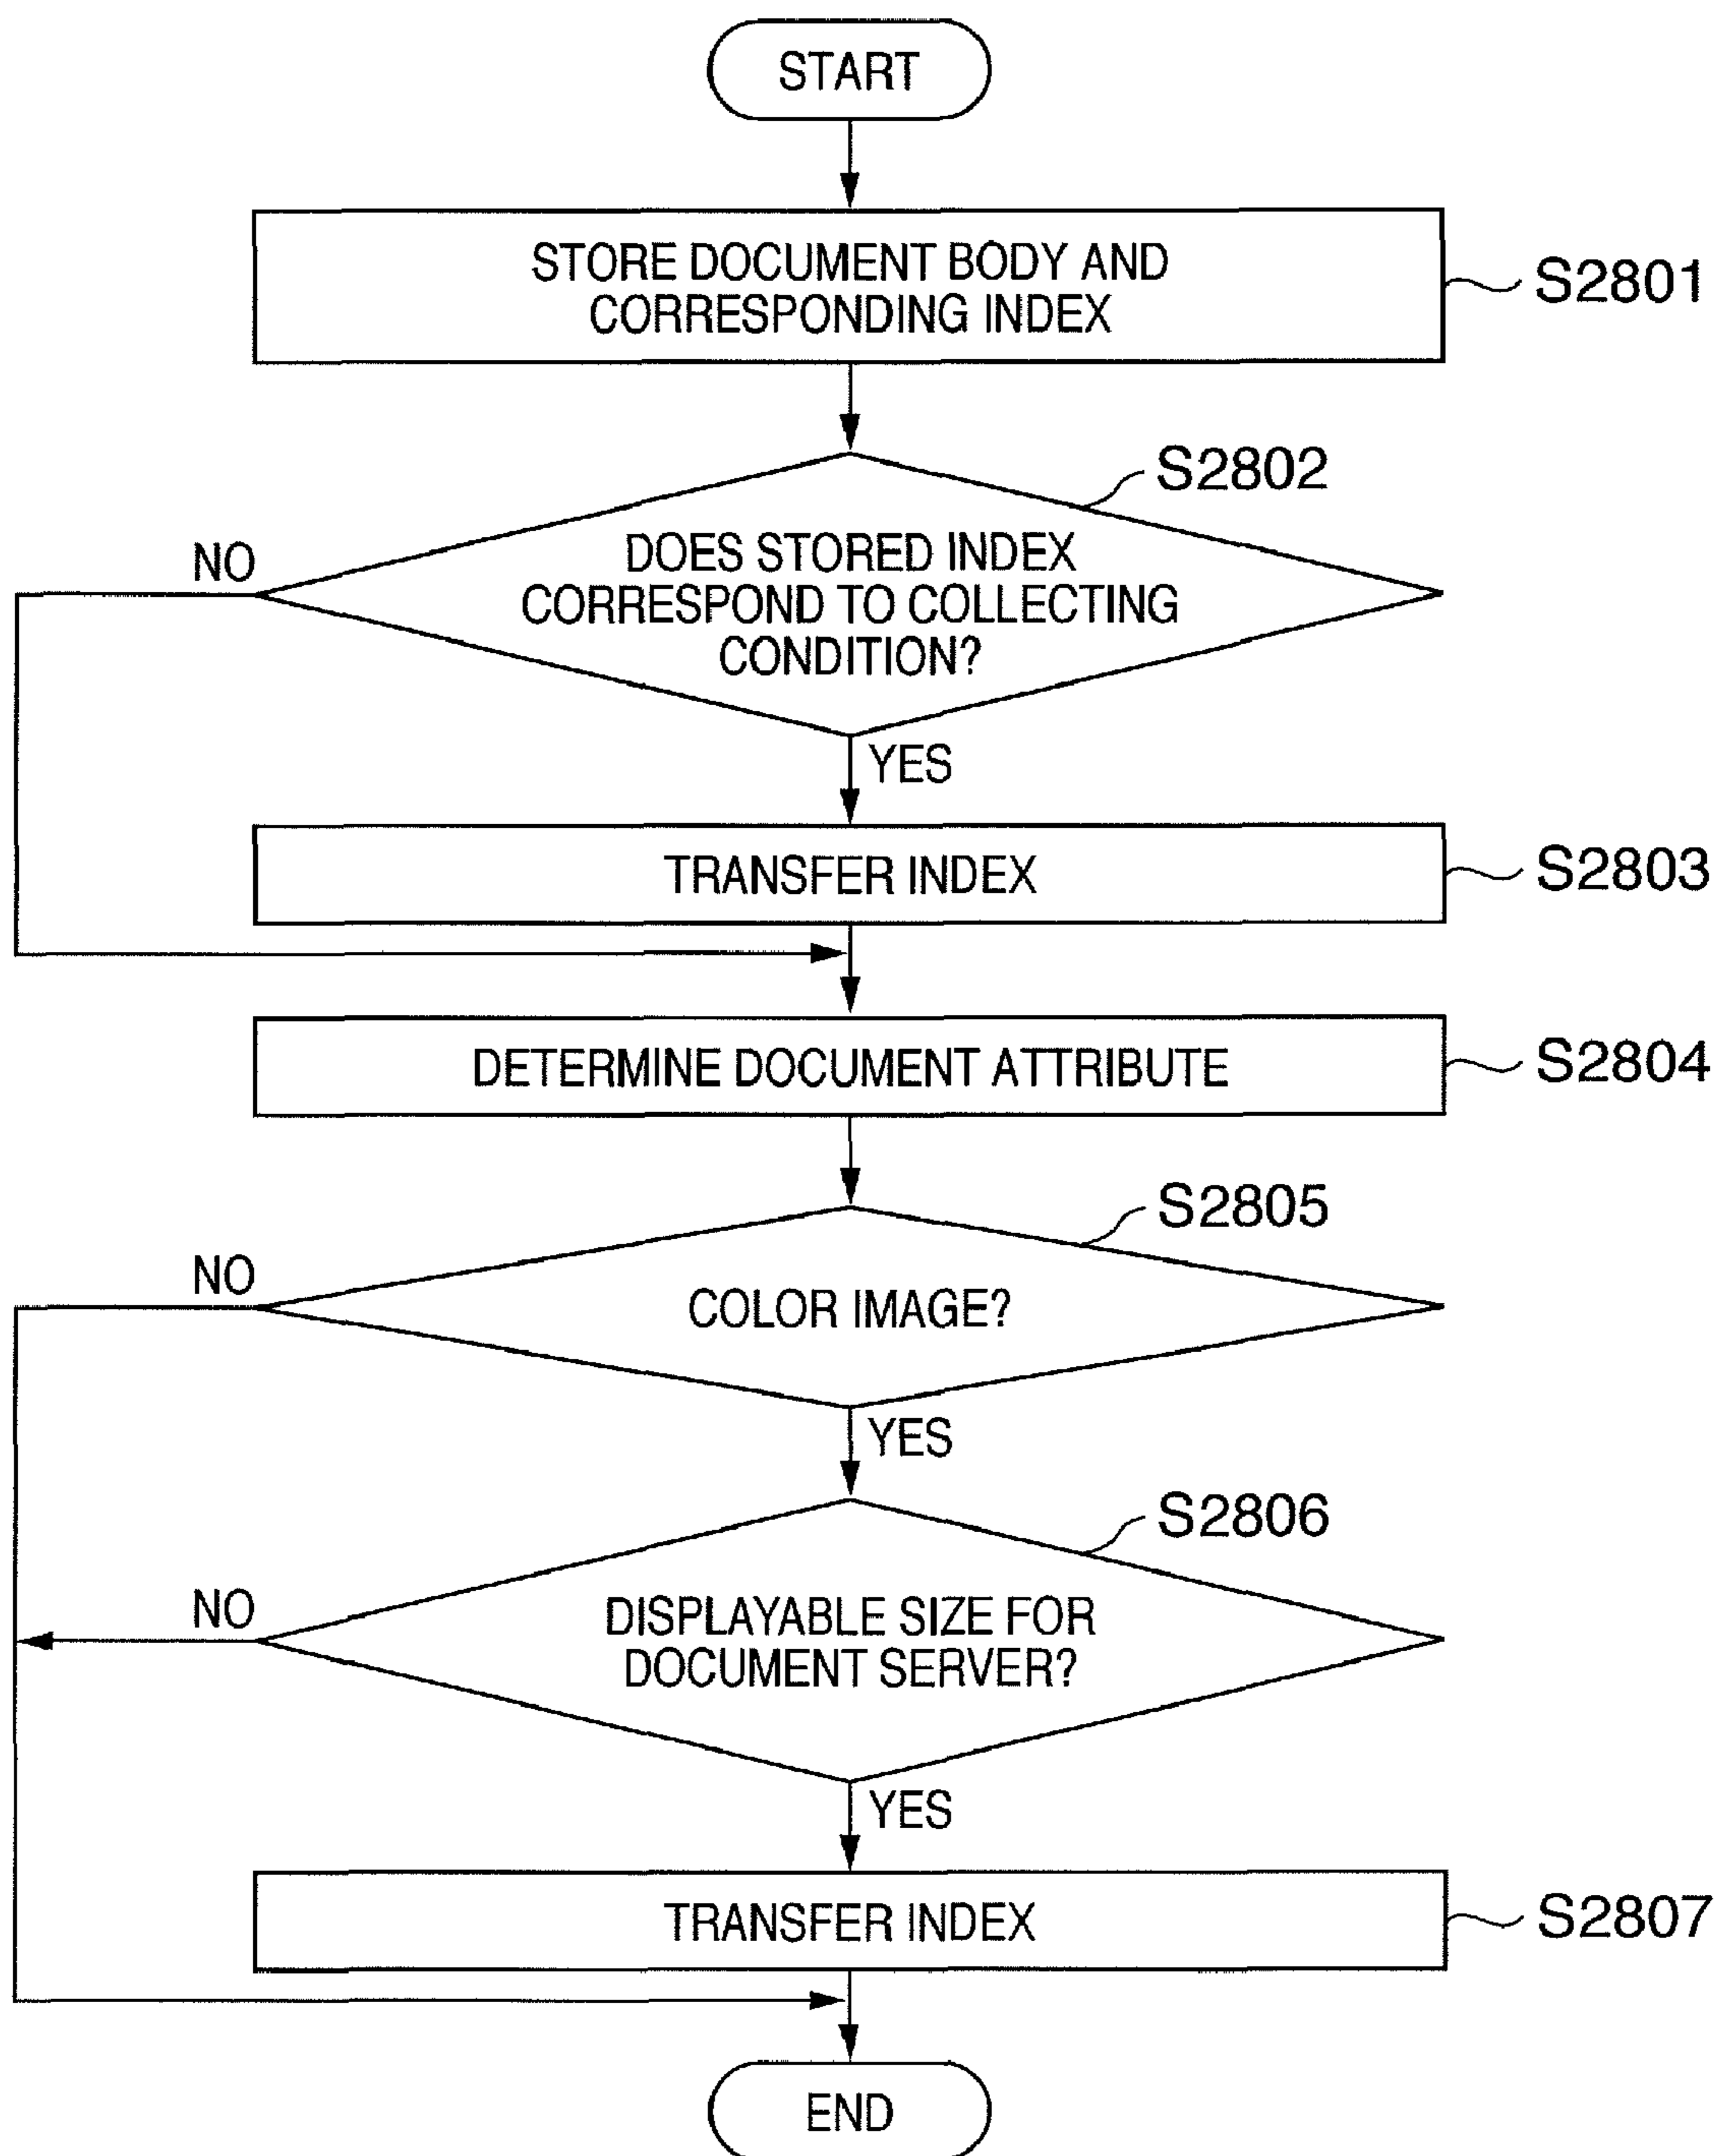 START
STORE DOCUMENT BODY AND
CORRESPONDING INDEX
S2801
S2802
NO
DOES STORED INDEX
CORRESPOND TO COLLECTING
CONDITION?
YES
TRANSFER INDEX
S2803
DETERMINE DOCUMENT ATTRIBUTE
S2804
S2805
NO
COLOR IMAGE?
YES
S2806
NO
DISPLAYABLE SIZE FOR
DOCUMENT SERVER?
YES
TRANSFER INDEX
S2807
END